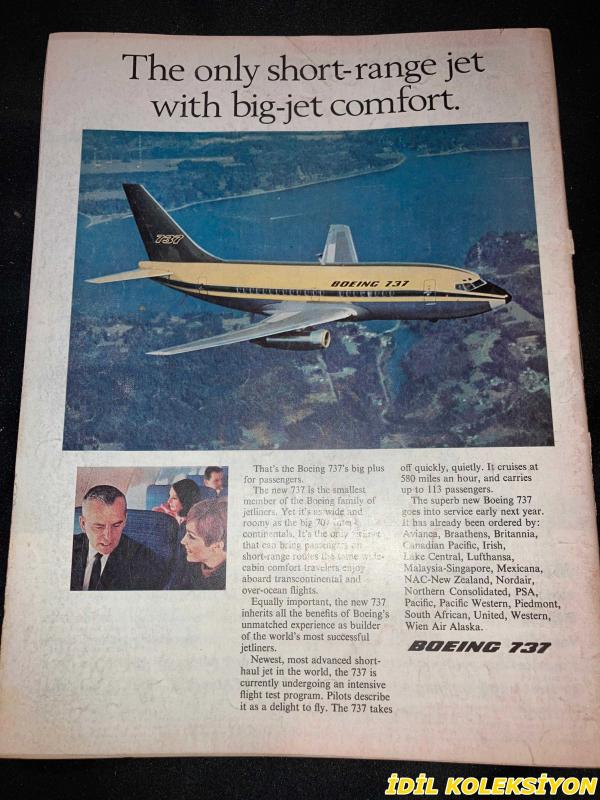 The only short-range jet
with big-jet comfort.
737
BOEING 737
That's the Boeing 737's big plus
for passengers.
The new 737 is the smallest
member of the Boeing family of
jetliners. Yet it's as wide and
roomy as the big 707 Inter-
continentals. It's the only jet
that can bring passengers on
short-range routes the same wide-
cabin comfort travelers enjoy
aboard transcontinental and
over-ocean flights.
Equally important, the new 737
inherits all the benefits of Boeing's
unmatched experience as builder
of the world's most successful
jetliners.
Newest, most advanced short-
haul jet in the world, the 737 is
currently undergoing an intensive
flight test program. Pilots describe
it as a delight to fly. The 737 takes
off quickly, quietly. It cruises at
580 miles an hour, and carries
up to 113 passengers.
The superb new Boeing 737
goes into service early next year.
It has already been ordered by:
Avianca, Braathens, Britannia,
Canadian Pacific, Irish,
Lake Central, Lufthansa,
Malaysia-Singapore, Mexicana,
NAC-New Zealand, Nordair,
Northern Consolidated, PSA,
Pacific, Pacific Western, Piedmont,
South African, United, Western,
Wien Air Alaska.
BOEING 737
İDİL KOLEKSİYON